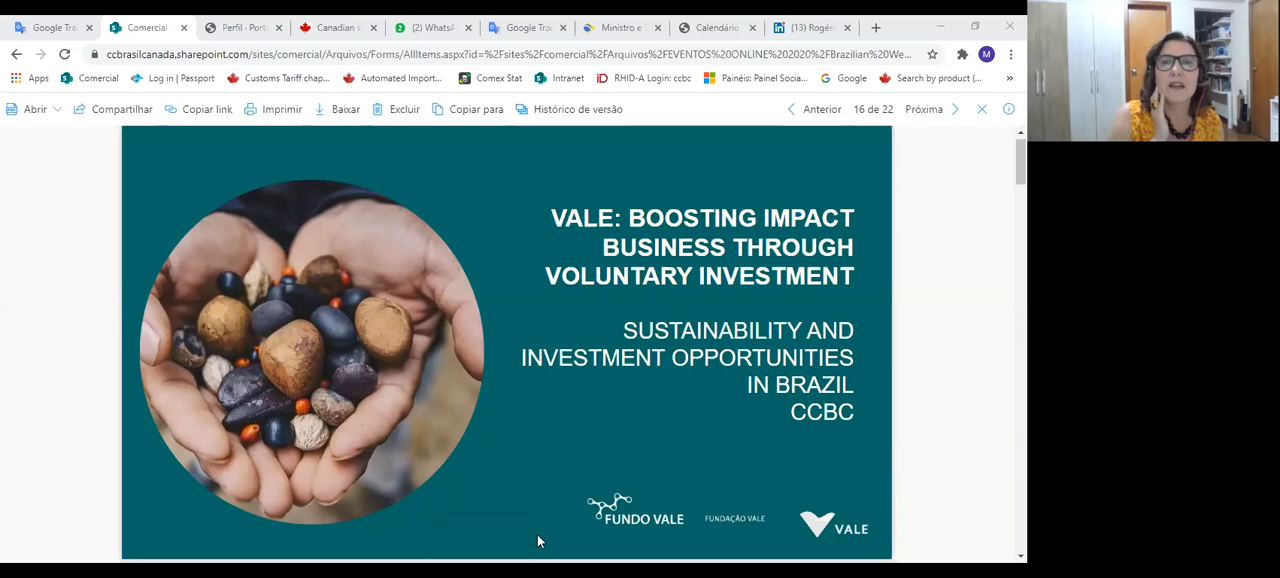 Google Tra
Comercial
Perfil - Port
Canadian s
(2) WhatsA
Google Tra
Ministro e M
Calendário
(13) Rogéri
ccbrasilcanada.sharepoint.com/sites/comercial/Arquivos/Forms/AllItems.aspx?id=%2Fsites%2Fcomercial%2FArquivos%2FEVENTOS%20ONLINE%202020%2FBrazilian%20We...
M
Apps
Comercial
Log in | Passport
Customs Tariff chap...
Automated Import...
Comex Stat
Intranet
RHID-A Login: ccbc
Painéis: Painel Socia...
Google
Search by product (...
»
Abrir
Compartilhar
Copiar link
Imprimir
Baixar
Excluir
Copiar para
Histórico de versão
Anterior
16 de 22
Próxima
VALE: BOOSTING IMPACT
BUSINESS THROUGH
VOLUNTARY INVESTMENT
SUSTAINABILITY AND
INVESTMENT OPPORTUNITIES
IN BRAZIL
CCBC
FUNDO VALE
FUNDAÇÃO VALE
VALE